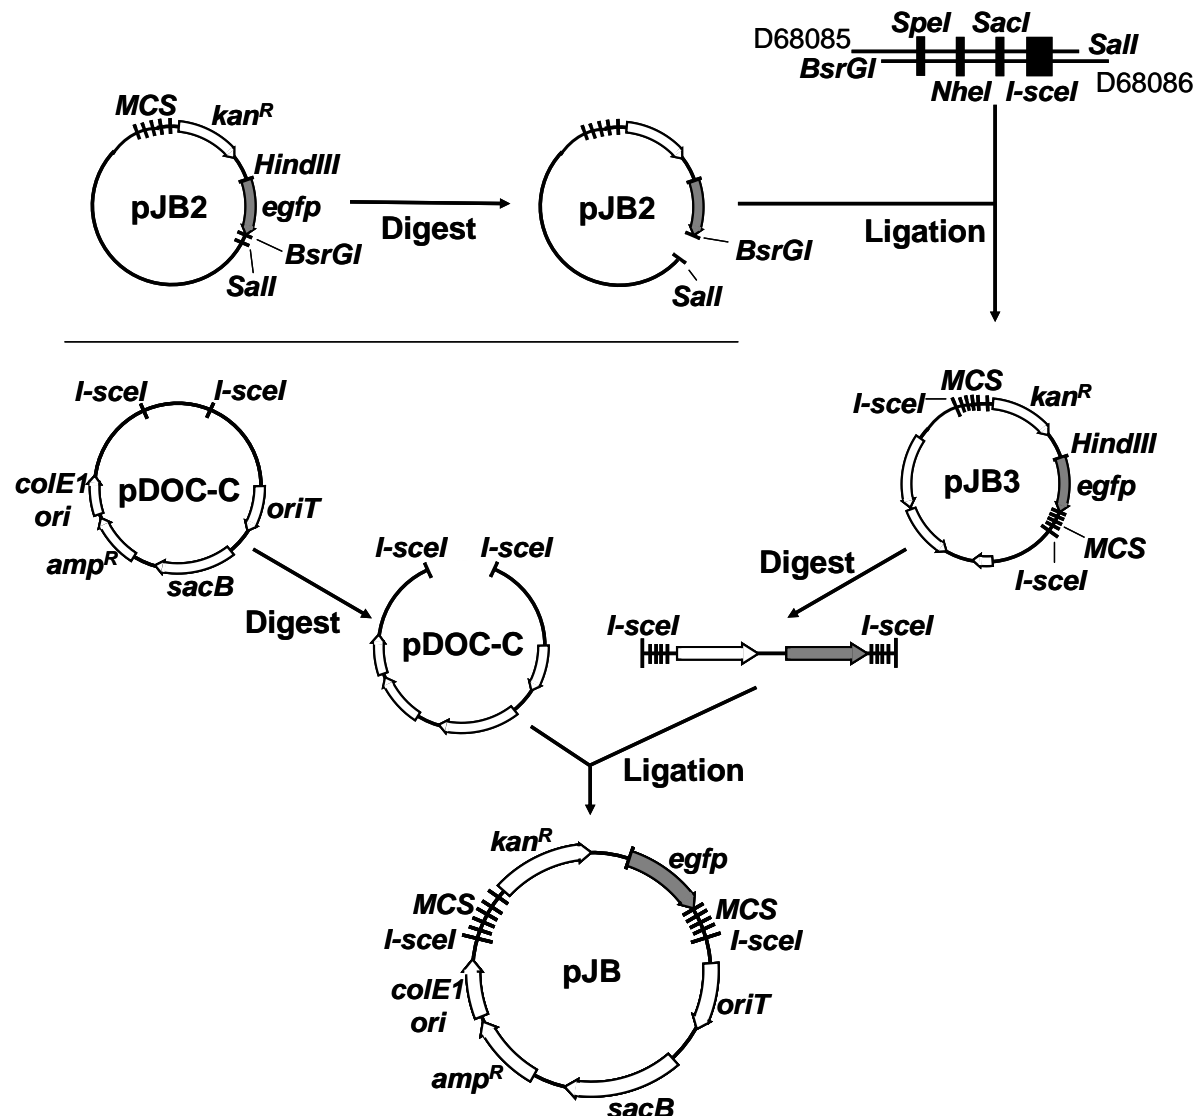 SpeI SacI
D68085
SalI
BsrGI
D68086
NheI I-sceI
MCS
kanR
HindIII
pJB2
egfp
BsrGI
SalI
Digest
pJB2
BsrGI
SalI
Ligation
I-sceI
I-sceI
colE1
ori
pDOC-C
oriT
ampR
sacB
Digest
I-sceI I-sceI
pDOC-C
I-sceI
MCS
kanR
HindIII
pJB3
egfp
MCS
I-sceI
Digest
I-sceI
I-sceI
Ligation
kanR
egfp
MCS
MCS
I-sceI
I-sceI
pJB
colE1
ori
oriT
ampR
sacB